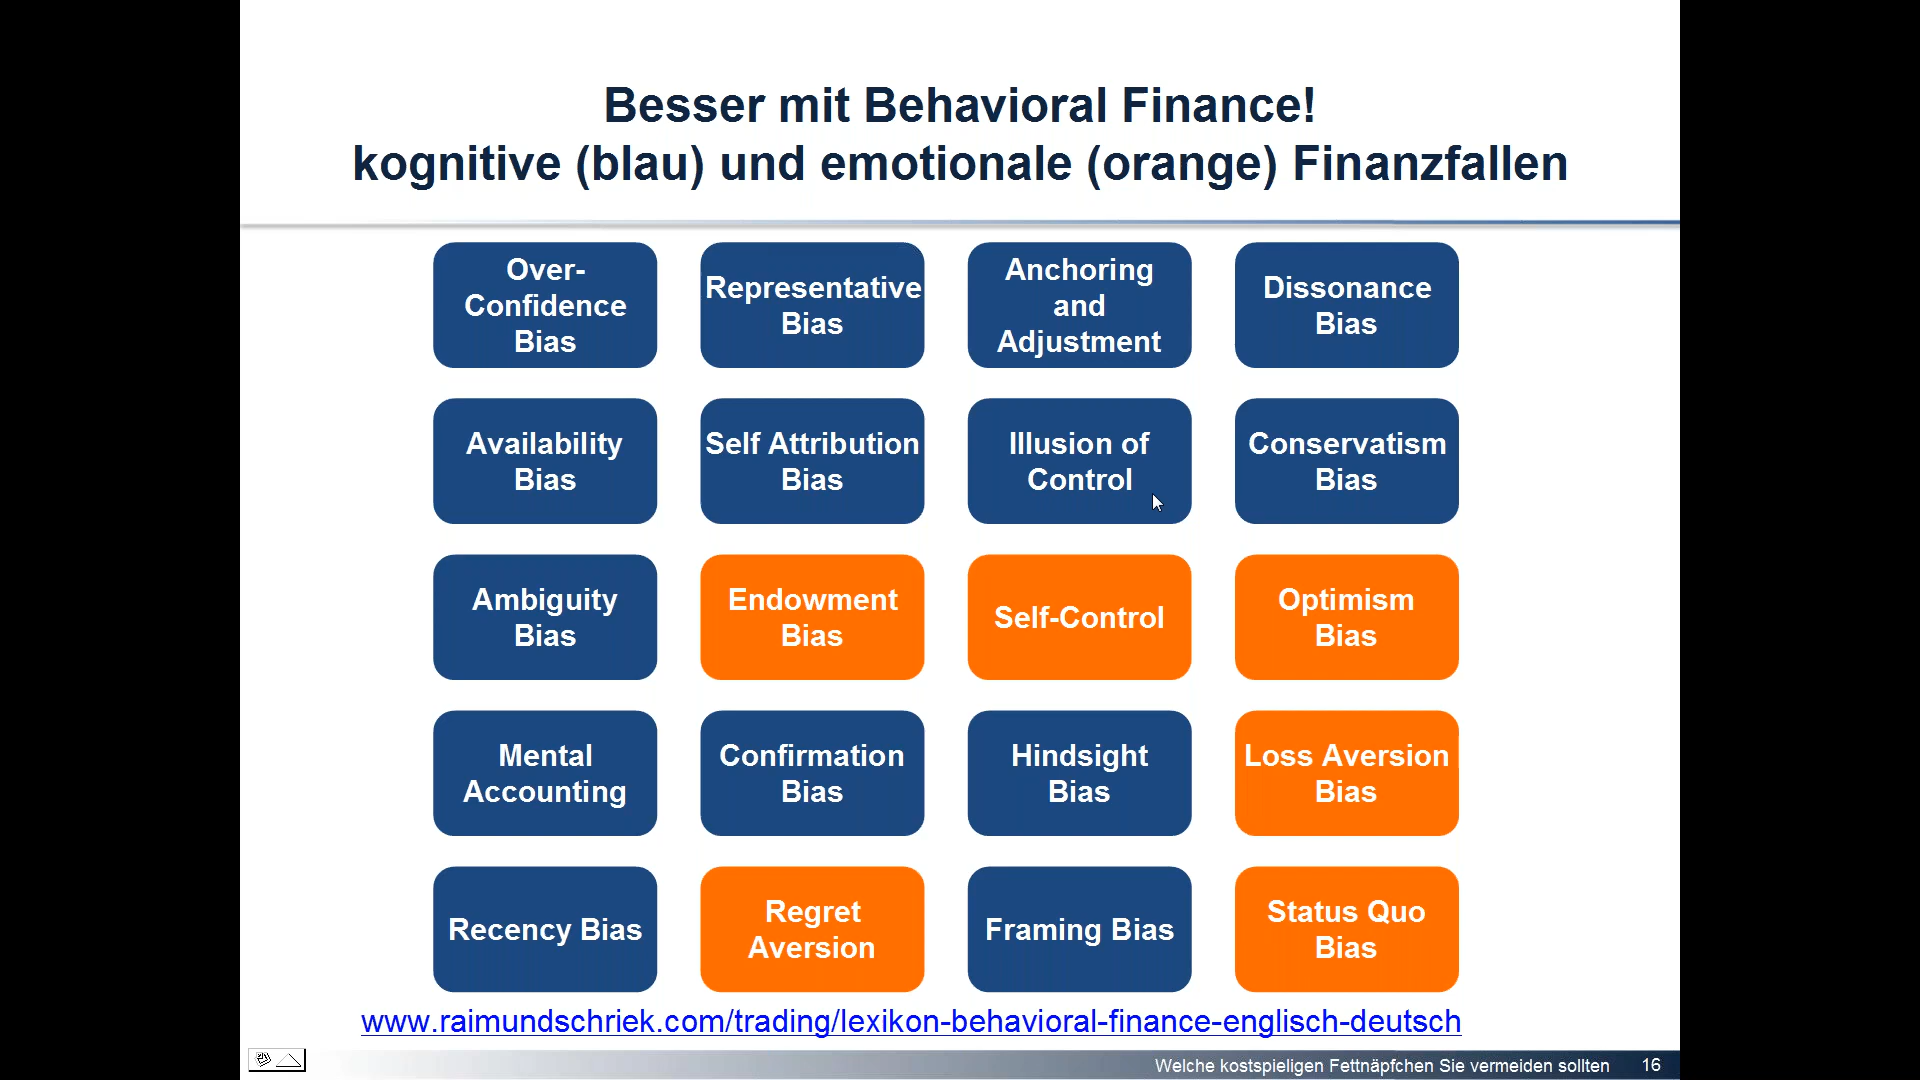 Besser mit Behavioral Finance!
kognitive (blau) und emotionale (orange) Finanzfallen
Over-
Confidence
Bias
Representative
Bias
Anchoring
and
Adjustment
Dissonance
Bias
Availability
Bias
Self Attribution
Bias
Illusion of
Control
Conservatism
Bias
Ambiguity
Bias
Endowment
Bias
Self-Control
Optimism
Bias
Mental
Accounting
Confirmation
Bias
Hindsight
Bias
Loss Aversion
Bias
Recency Bias
Regret
Aversion
Framing Bias
Status Quo
Bias
www.raimundschriek.com/trading/lexikon-behavioral-finance-englisch-deutsch
Welche kostspieligen Fettnäpfchen Sie vermeiden sollten 16